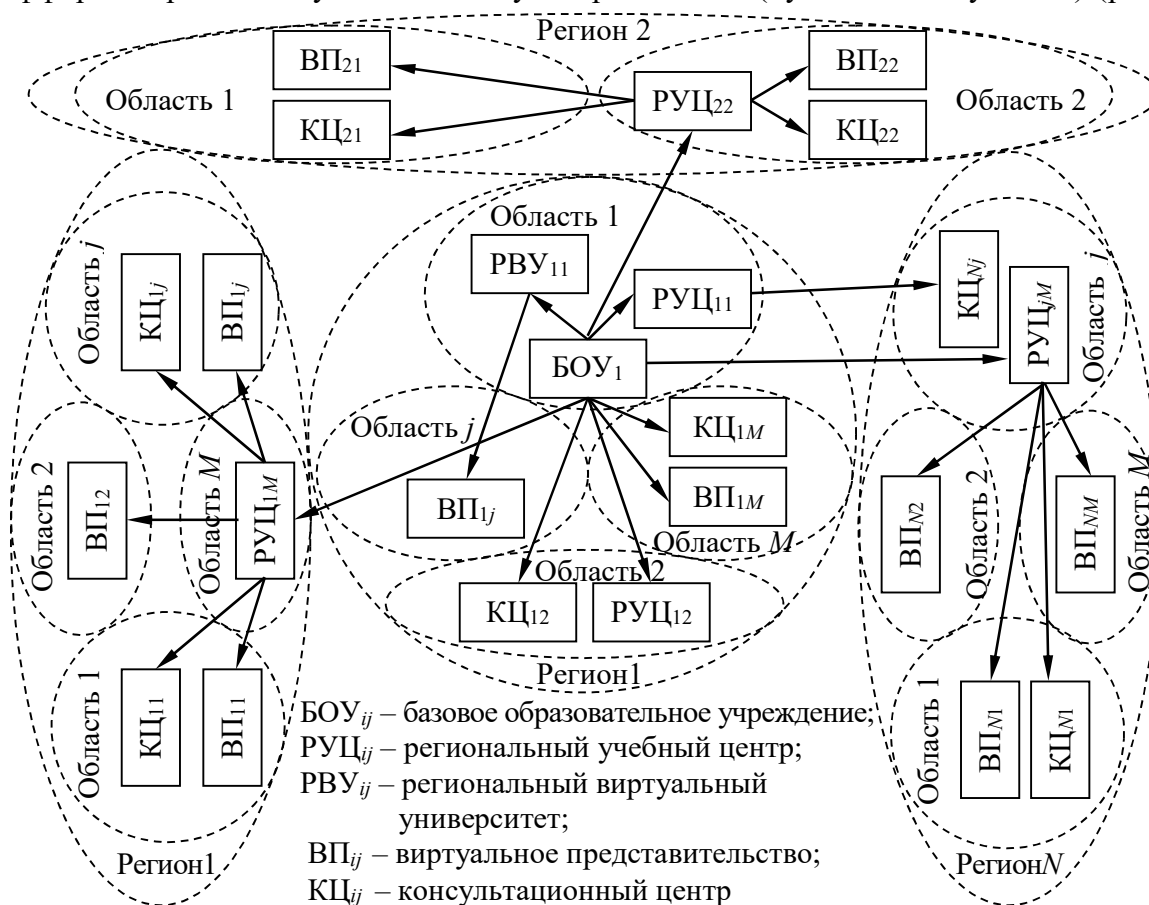 Регион 2
ВП21
ВП22
Область 1
РУЦ22
Область 2
КЦ21
КЦ22
Область j
КЦ1j
ВП1j
Область 2
ВП12
Область M
РУЦ1M
Область 1
КЦ11
ВП11
Регион1
Область 1
РВУ11
РУЦ11
БОУ1
Область j
КЦ1M
ВП1j
ВП1M
Область M
Область 2
КЦ12
РУЦ12
Регион1
КЦNj
РУЦjM
Область j
ВПN2
Область 2
ВПNM
Область M
Область 1
ВПN1
КЦN1
РегионN
БОУij – базовое образовательное учреждение;
РУЦij – региональный учебный центр;
РВУij – региональный виртуальный
университет;
ВПij – виртуальное представительство;
КЦij – консультационный центр